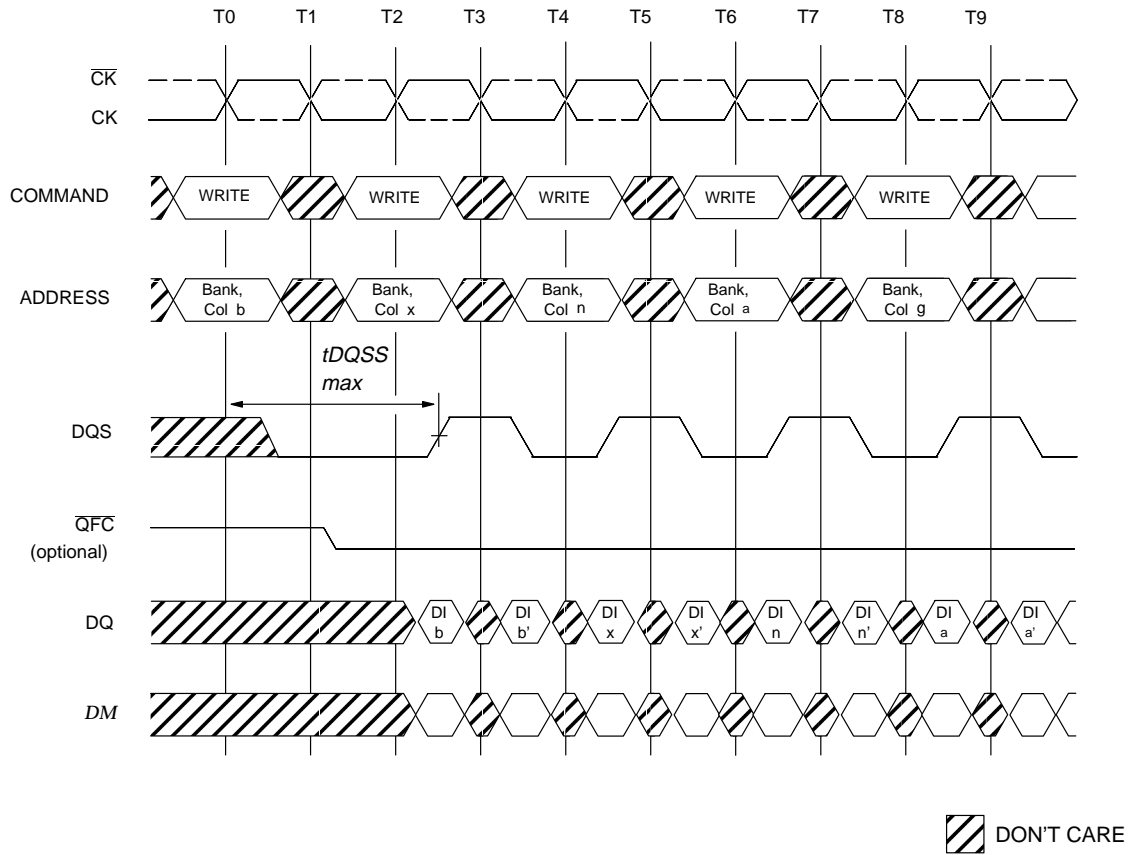 T0 T1 T2 T3 T4 T5 T6 T7 T8 T9
CK
CK
COMMAND WRITE WRITE WRITE WRITE WRITE
ADDRESS Bank, Bank, Bank, Bank, Bank,
Col b Col x Col n Col a Col g
tDQSS
max
DQS
QFC
(optional)
DQ DI DI DI DI DI DI DI DI
b b' x x' n n' a a'
DM
DON'T CARE